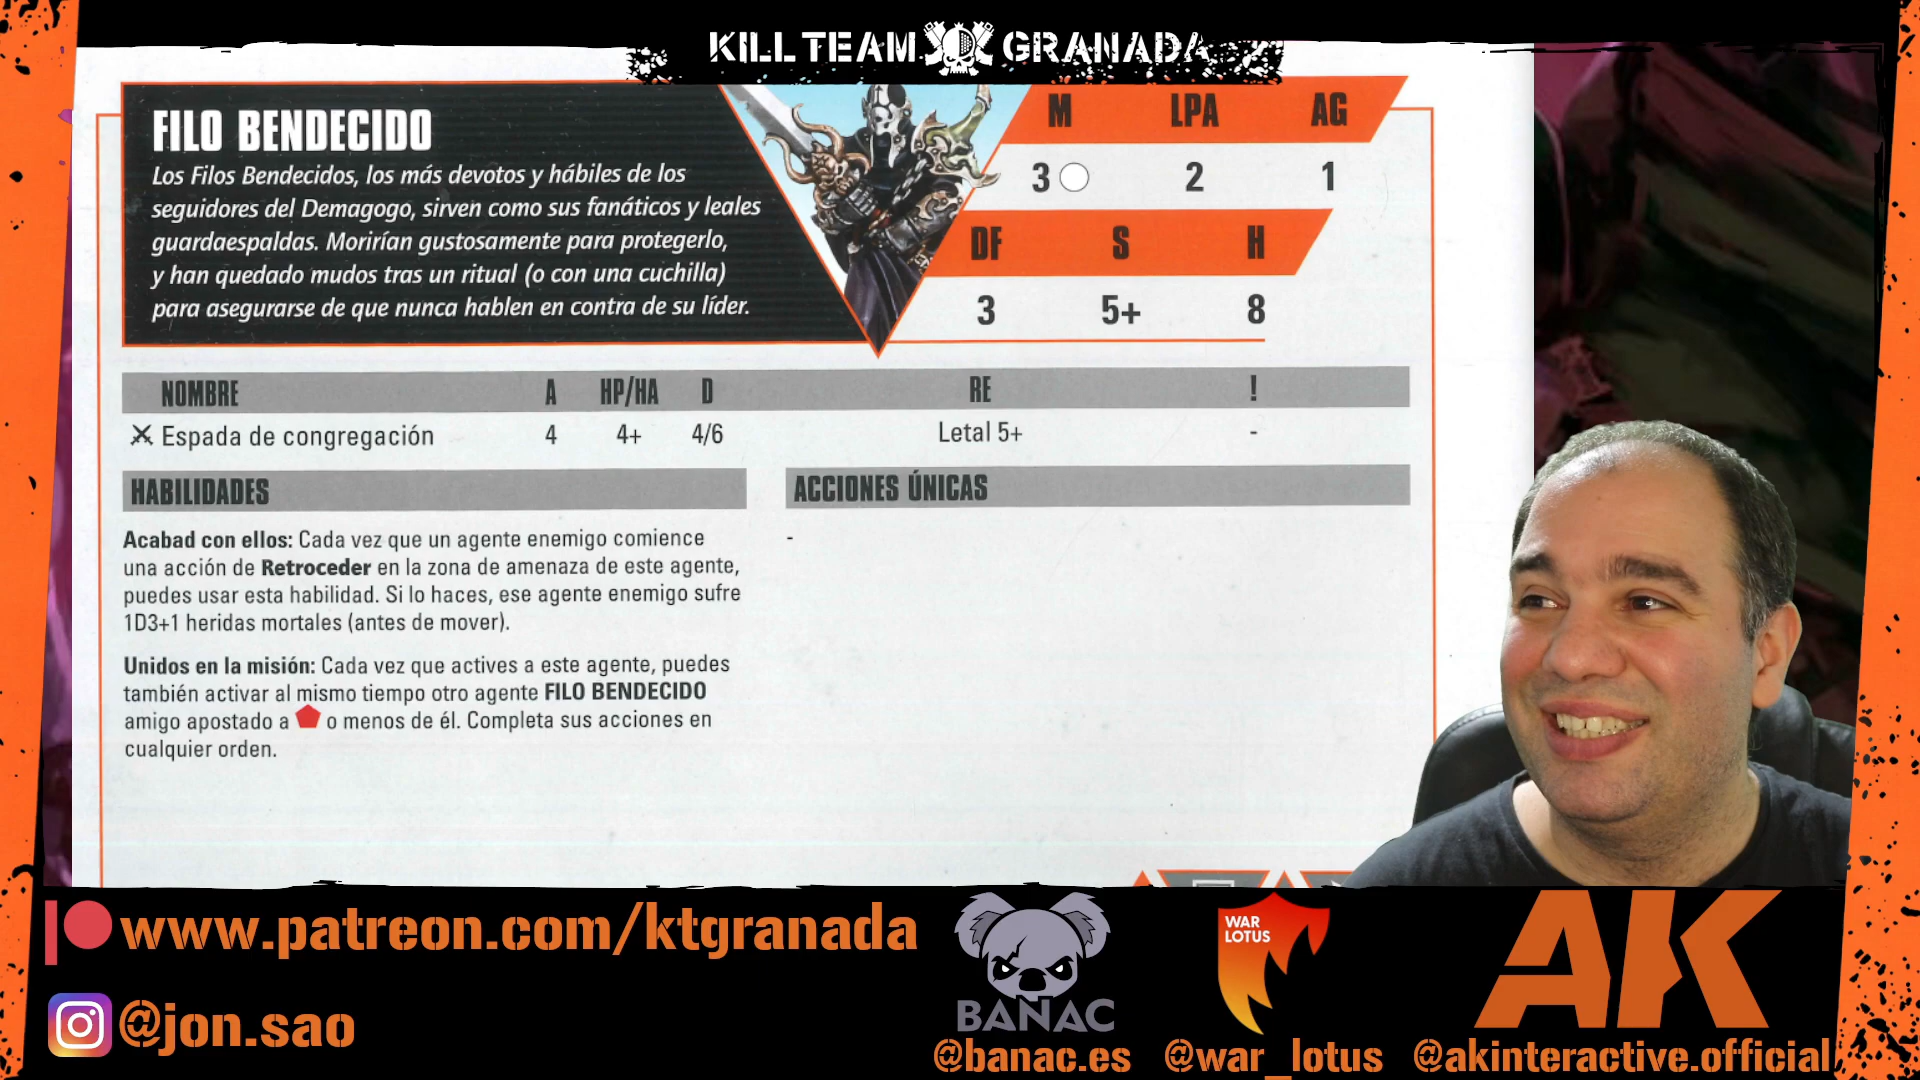 KILL TEAM GRANADA
FILO BENDECIDO
Los Filos Bendecidos, los más devotos y hábiles de los
seguidores del Demagogo, sirven como sus fanáticos y leales
guardaespaldas. Morirían gustosamente para protegerlo,
y han quedado mudos tras un ritual (o con una cuchilla)
para asegurarse de que nunca hablen en contra de su líder.
M LPA AG
3 2 1
DF S H
3 5+ 8
NOMBRE A HP/HA D RE !
Espada de congregación 4 4+ 4/6 Letal 5+ -
HABILIDADES
Acabad con ellos: Cada vez que un agente enemigo comience
una acción de Retroceder en la zona de amenaza de este agente,
puedes usar esta habilidad. Si lo haces, ese agente enemigo sufre
1D3+1 heridas mortales (antes de mover).
Unidos en la misión: Cada vez que actives a este agente, puedes
también activar al mismo tiempo otro agente FILO BENDECIDO
amigo apostado a o menos de él. Completa sus acciones en
cualquier orden.
ACCIONES ÚNICAS
-
www.patreon.com/ktgranada
@jon.sao
BANAC
@banac.es
WAR
LOTUS
@war_lotus
AK
@akinteractive.official